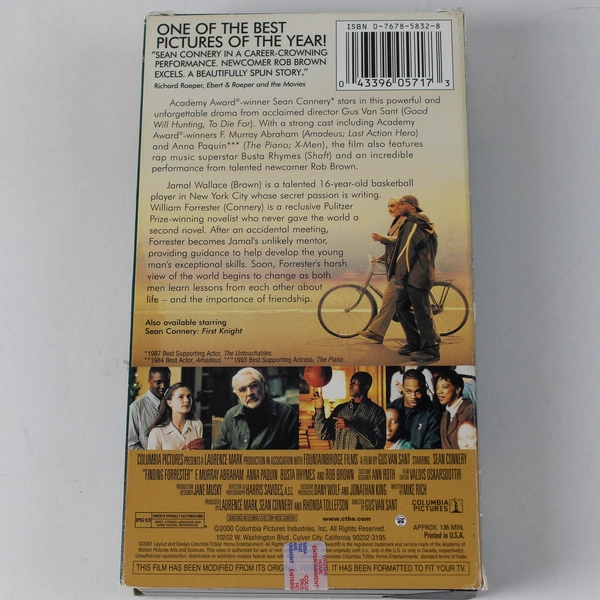 ONE OF THE BEST
PICTURES OF THE YEAR!
"SEAN CONNERY IN A CAREER-CROWNING
PERFORMANCE. NEWCOMER ROB BROWN
EXCELS. A BEAUTIFULLY SPUN STORY."
Richard Roeper, Ebert & Roeper and the Movies
ISBN 0-7678-5832-8
0 43396 05717 3
Academy Award®-winner Sean Connery* stars in this powerful and
unforgettable drama from acclaimed director Gus Van Sant (Good
Will Hunting, To Die For). With a strong cast including Academy
Award®-winners F. Murray Abraham (Amadeus; Last Action Hero)
and Anna Paquin*** (The Piano; X-Men), the film also features
rap music superstar Busta Rhymes (Shaft) and an incredible
performance from talented newcomer Rob Brown.
Jamal Wallace (Brown) is a talented 16-year-old basketball
player in New York City whose secret passion is writing.
William Forrester (Connery) is a reclusive Pulitzer
Prize-winning novelist who never gave the world a
second novel. After an accidental meeting,
Forrester becomes Jamal's unlikely mentor,
providing guidance to help develop the young
man's exceptional skills. Soon, Forrester's harsh
view of the world begins to change as both
men learn lessons from each other about
life – and the importance of friendship.
Also available starring
Sean Connery: First Knight
*1987 Best Supporting Actor, The Untouchables.
**1984 Best Actor, Amadeus. ***1993 Best Supporting Actress, The Piano.
COLUMBIA PICTURES PRESENTS A LAURENCE MARK PRODUCTION IN ASSOCIATION WITH FOUNTAINBRIDGE FILMS A FILM BY GUS VAN SANT STARRING SEAN CONNERY
"FINDING FORRESTER" F. MURRAY ABRAHAM ANNA PAQUIN BUSTA RHYMES AND ROB BROWN COSTUME DESIGNER ANN ROTH EDITOR VALDIS OSKARSDOTTIR
PRODUCTION DESIGNER JANE MUSKY DIRECTOR OF PHOTOGRAPHY HARRIS SAVIDES, A.S.C. EXECUTIVE PRODUCERS DANY WOLF AND JONATHAN KING WRITTEN BY MIKE RICH
PRODUCED BY LAURENCE MARK, SEAN CONNERY AND RHONDA TOLLEFSON DIRECTED BY GUS VAN SANT
COLUMBIA
PICTURES
PG-13 PARENTS STRONGLY CAUTIONED
www.cthe.com
©2000 Columbia Pictures Industries, Inc. All Rights Reserved.
10202 W. Washington Blvd., Culver City, California 90232-3195
APPROX. 136 MIN.
Printed in U.S.A.
©2001 Layout and Design Columbia TriStar Home Entertainment. All Rights
THIS FILM HAS BEEN MODIFIED FROM ITS ORIGINAL VERSION. IT HAS BEEN FORMATTED TO FIT YOUR TV.